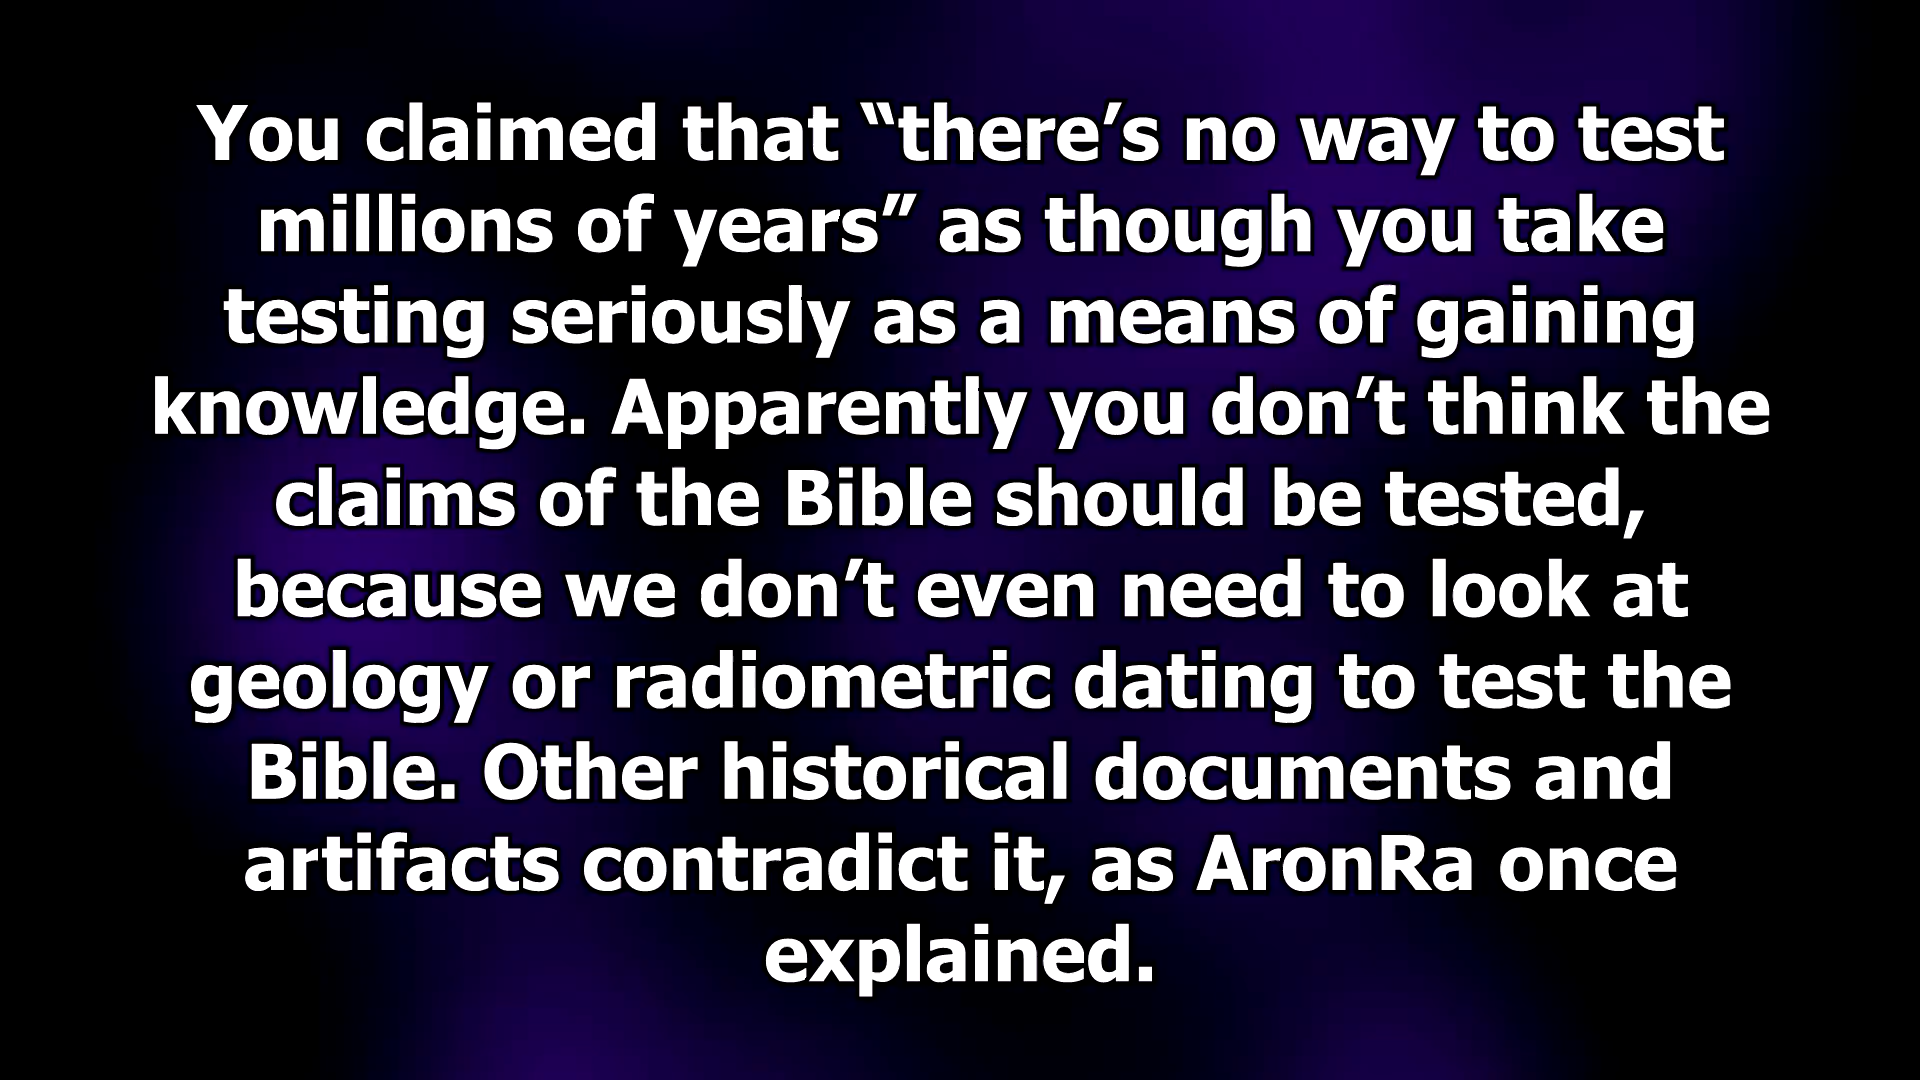 You claimed that “there’s no way to test
millions of years” as though you take
testing seriously as a means of gaining
knowledge. Apparently you don’t think the
claims of the Bible should be tested,
because we don’t even need to look at
geology or radiometric dating to test the
Bible. Other historical documents and
artifacts contradict it, as AronRa once
explained.